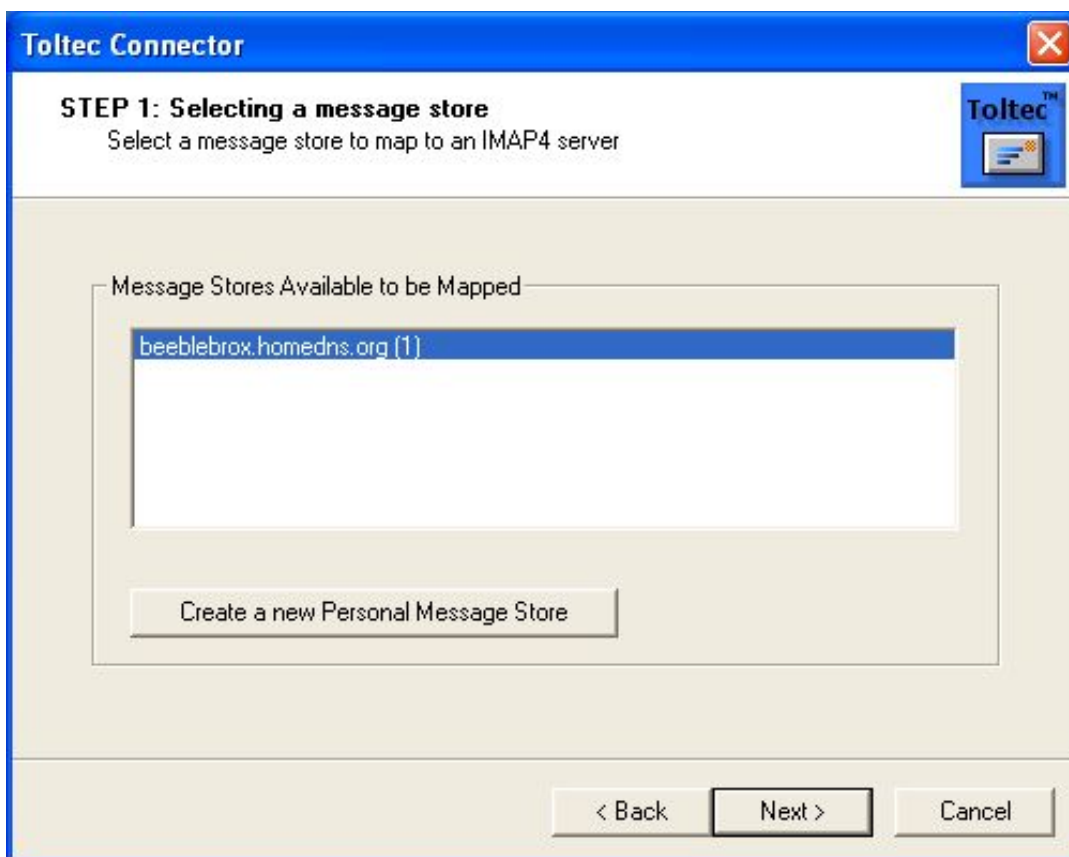 Toltec Connector
STEP 1: Selecting a message store
Select a message store to map to an IMAP4 server
Toltec™
Message Stores Available to be Mapped
beeblebrox.homedns.org (1)
Create a new Personal Message Store
< Back
Next >
Cancel